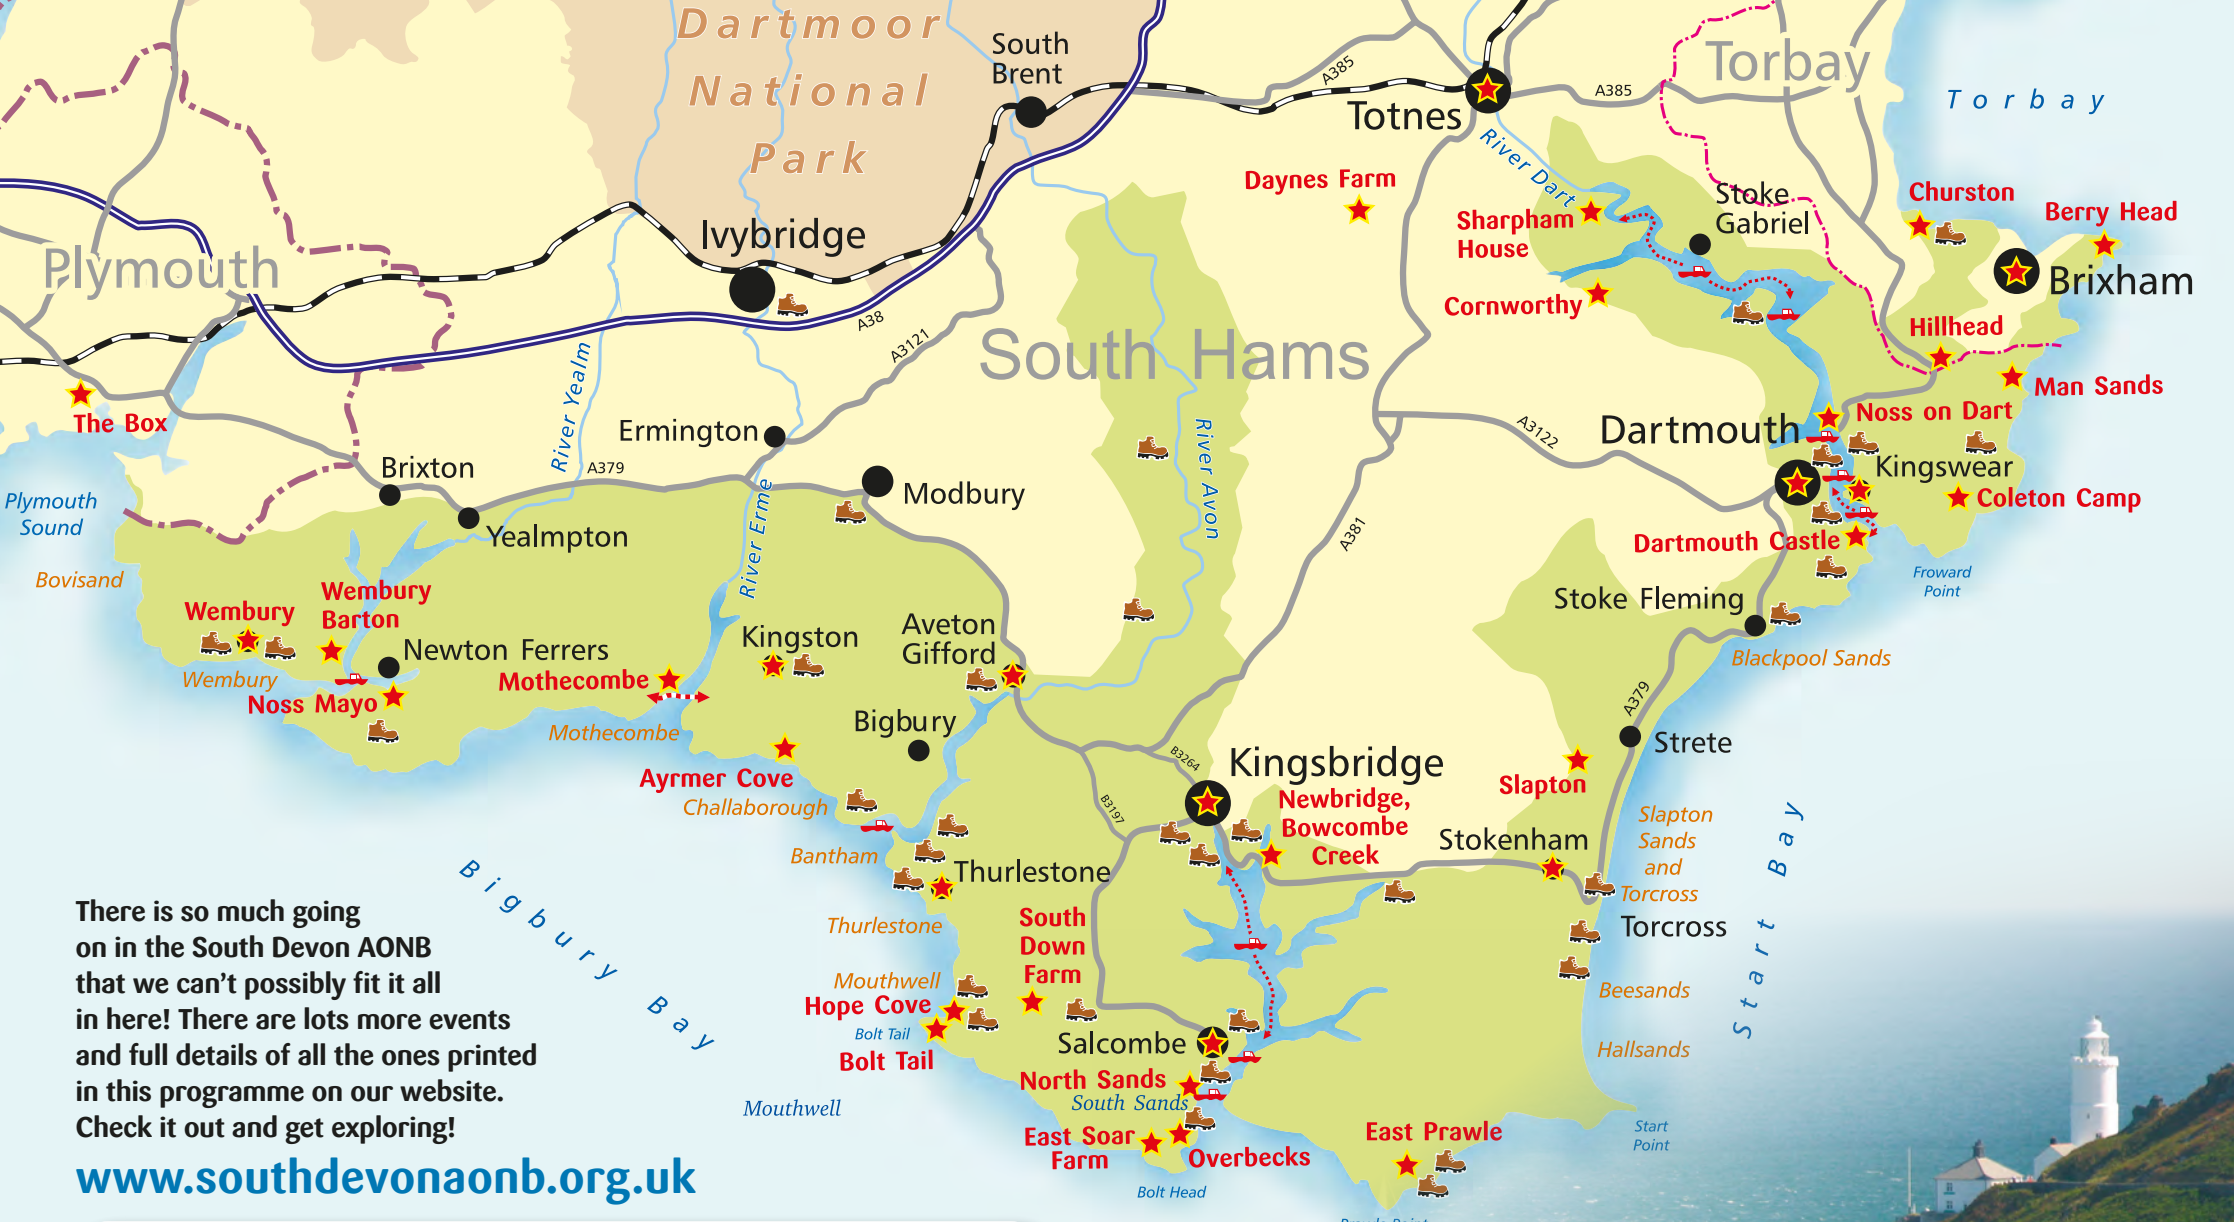 Dartmoor
National
Park
South
Brent
A385
Totnes
A385
Torbay
Torbay
River Dart
Daynes Farm
Sharpham
House
Stoke
Gabriel
Churston
Berry Head
Brixham
Cornworthy
Hillhead
Man Sands
Plymouth
Ivybridge
A38
A3121
South Hams
The Box
River Yealm
Ermington
River Avon
A3122
Dartmouth
Noss on Dart
Kingswear
Coleton Camp
Brixton
A379
Modbury
Plymouth
Sound
Yealmpton
River Erme
A381
Dartmouth Castle
Froward
Point
Bovisand
Wembury
Wembury
Barton
Newton Ferrers
Kingston
Aveton
Gifford
Stoke Fleming
Blackpool Sands
Wembury
Noss Mayo
Mothecombe
Mothecombe
Bigbury
A379
Strete
Ayrmer Cove
Challaborough
B3264
Kingsbridge
B3197
Newbridge,
Bowcombe
Creek
Slapton
Stokenham
Slapton
Sands
and
Torcross
Start Bay
Bantham
Thurlestone
Thurlestone
Torcross
Bigbury Bay
South
Down
Farm
Mouthwell
Hope Cove
Bolt Tail
Bolt Tail
Beesands
Hallsands
Salcombe
North Sands
South Sands
Mouthwell
East Soar
Farm
Overbecks
East Prawle
Start
Point
Bolt Head
There is so much going
on in the South Devon AONB
that we can't possibly fit it all
in here! There are lots more events
and full details of all the ones printed
in this programme on our website.
Check it out and get exploring!
www.southdevonaonb.org.uk